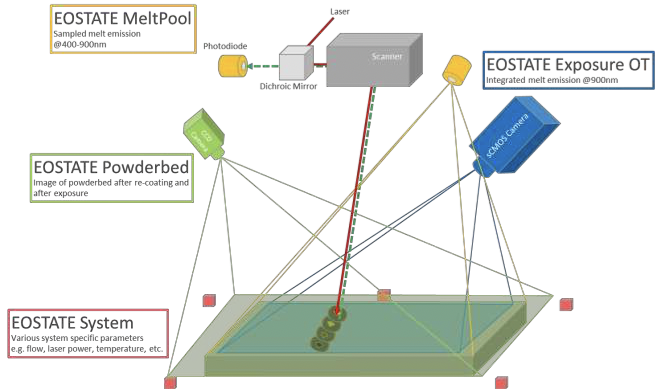 Laser
EOSTATE MeltPool
Sampled melt emission
@400-900nm
Photodiode
Dichroic Mirror
Scanner
EOSTATE Exposure OT
Integrated melt emission @900nm
CCD
Camera
sCMOS Camera
EOSTATE Powderbed
Image of powderbed after re-coating and
after exposure
EOSTATE System
Various system specific parameters
e.g. flow, laser power, temperature, etc.